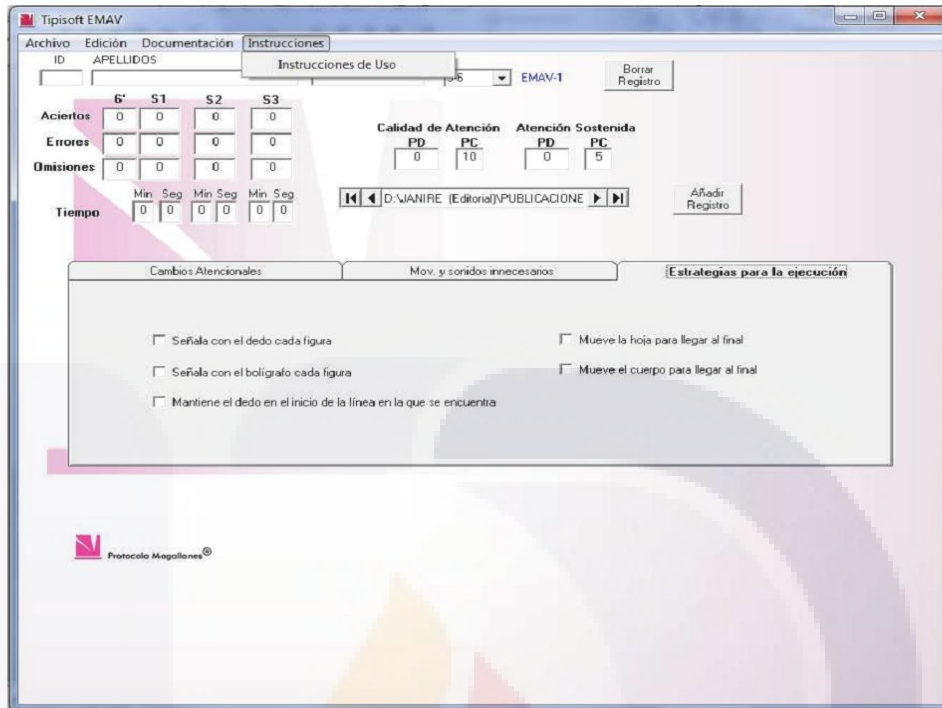 Tipisoft EMAV
Archivo Edición Documentación Instrucciones
Instrucciones de Uso
ID APELLIDOS
EMAV-1
Borrar
Registro
6' S1 S2 S3
Aciertos 0 0 0 0
Errores 0 0 0 0
Omisiones 0 0 0 0
Min Seg Min Seg Min Seg
Tiempo 0 0 0 0 0 0
Calidad de Atención Atención Sostenida
PD PC PD PC
0 10 0 5
D:\JANIRE (Editorial)\PUBLICACIONE
Añadir
Registro
Cambios Atencionales Mov. y sonidos innecesarios Estrategias para la ejecución
Señala con el dedo cada figura
Señala con el bolígrafo cada figura
Mantiene el dedo en el inicio de la línea en la que se encuentra
Mueve la hoja para llegar al final
Mueve el cuerpo para llegar al final
Protocolo Magallanes®